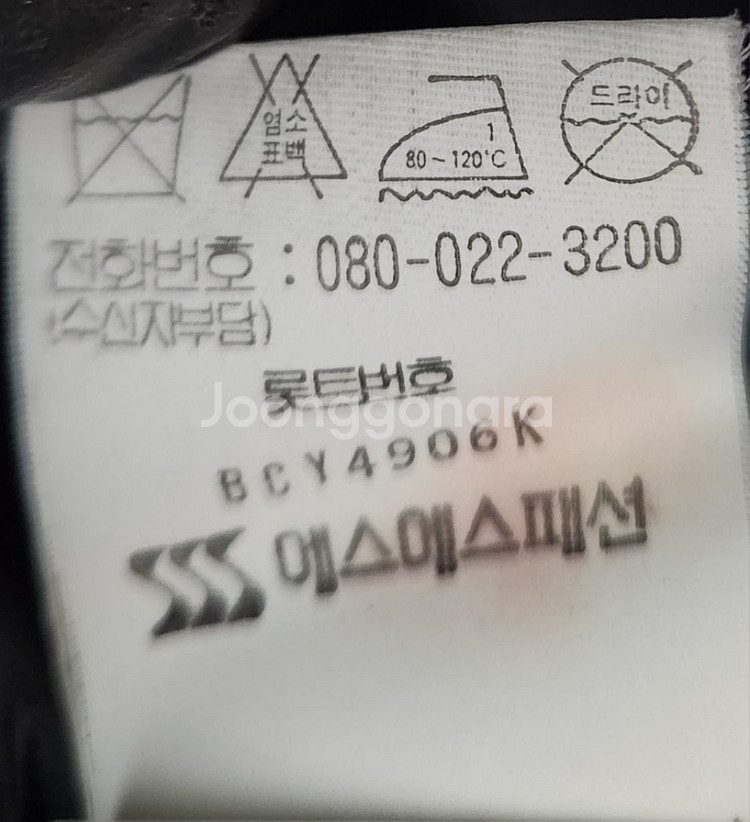 염소
표백
1
80~120℃
드라이
전화번호 : 080-022-3200
(수신자부담)
롯트번호
Joonggonara
BCY4906K
SSS 에스에스패션